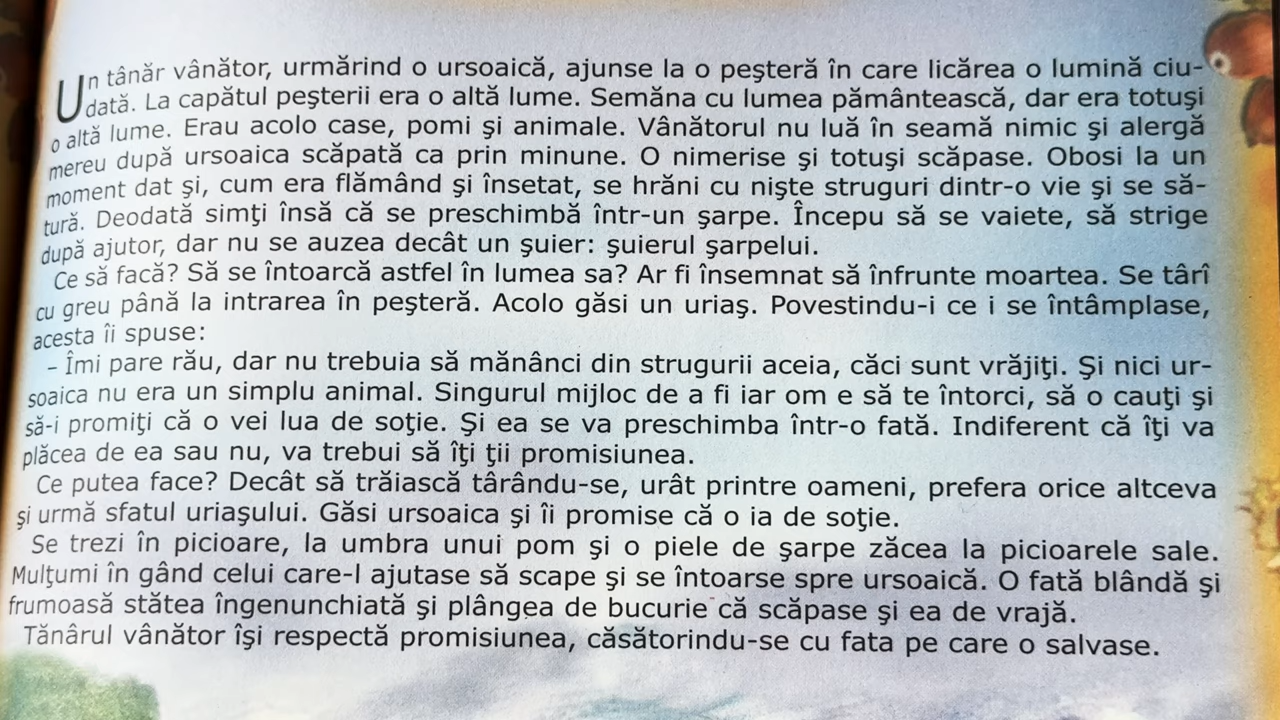 Un tânăr vânător, urmărind o ursoaică, ajunse la o peşteră în care licărea o lumină ciu-
dată. La capătul peşterii era o altă lume. Semăna cu lumea pământească, dar era totuşi
o altă lume. Erau acolo case, pomi şi animale. Vânătorul nu luă în seamă nimic şi alergă
mereu după ursoaica scăpată ca prin minune. O nimerise şi totuşi scăpase. Obosi la un
moment dat şi, cum era flămând şi însetat, se hrăni cu nişte struguri dintr-o vie şi se să-
tură. Deodată simţi însă că se preschimbă într-un şarpe. Începu să se vaiete, să strige
după ajutor, dar nu se auzea decât un şuier: şuierul şarpelui.
Ce să facă? Să se întoarcă astfel în lumea sa? Ar fi însemnat să înfrunte moartea. Se târî
cu greu până la intrarea în peşteră. Acolo găsi un uriaş. Povestindu-i ce i se întâmplase,
acesta îi spuse:
– Îmi pare rău, dar nu trebuia să mănânci din strugurii aceia, căci sunt vrăjiţi. Şi nici ur-
soaica nu era un simplu animal. Singurul mijloc de a fi iar om e să te întorci, să o cauţi şi
să-i promiţi că o vei lua de soţie. Şi ea se va preschimba într-o fată. Indiferent că îţi va
plăcea de ea sau nu, va trebui să îţi ţii promisiunea.
Ce putea face? Decât să trăiască târându-se, urât printre oameni, prefera orice altceva
şi urmă sfatul uriaşului. Găsi ursoaica şi îi promise că o ia de soţie.
Se trezi în picioare, la umbra unui pom şi o piele de şarpe zăcea la picioarele sale.
Mulţumi în gând celui care-l ajutase să scape şi se întoarse spre ursoaică. O fată blândă şi
frumoasă stătea îngenunchiată şi plângea de bucurie că scăpase şi ea de vrajă.
Tănârul vânător îşi respectă promisiunea, căsătorindu-se cu fata pe care o salvase.